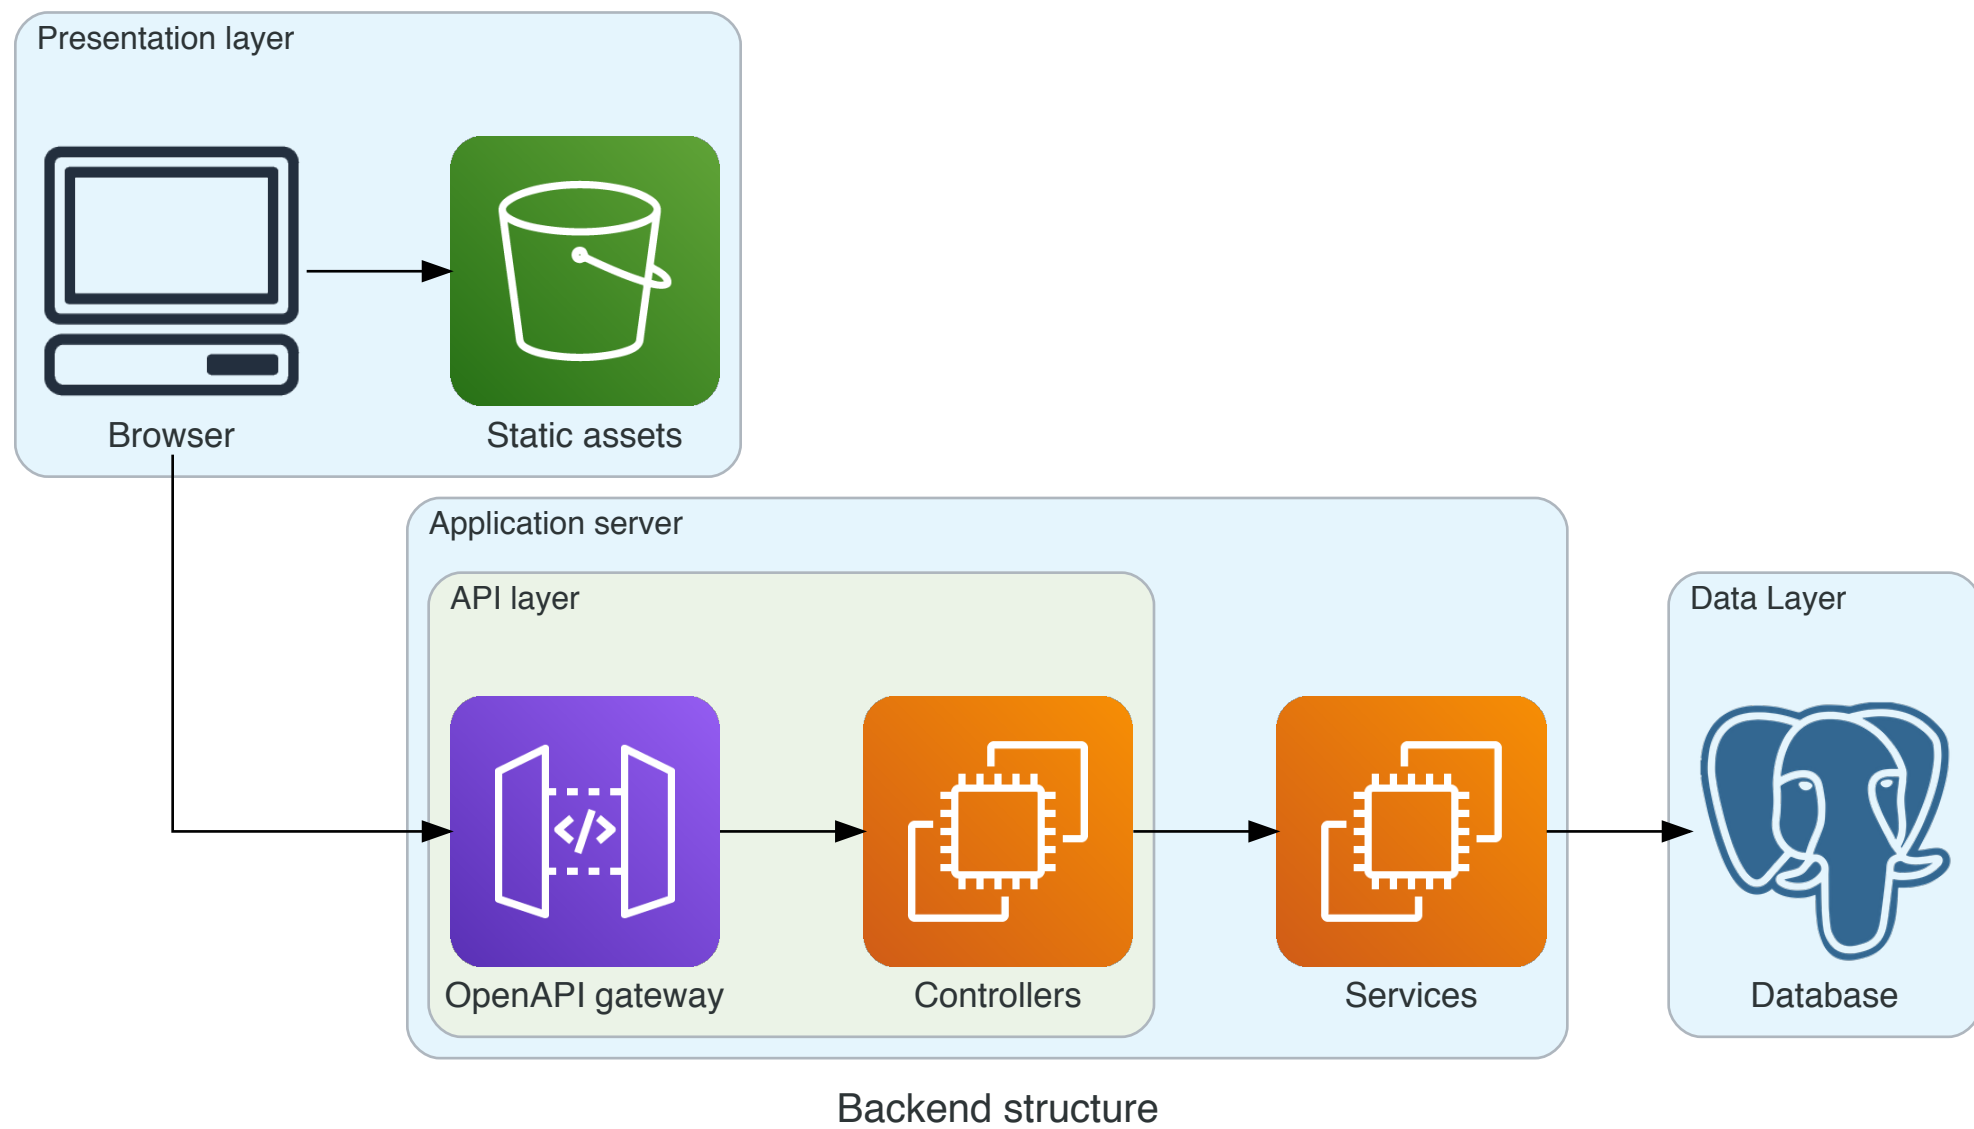 Presentation layer
Browser
Static assets
Application server
API layer
Data Layer
</>
OpenAPI gateway
Controllers
Services
Database
Backend structure